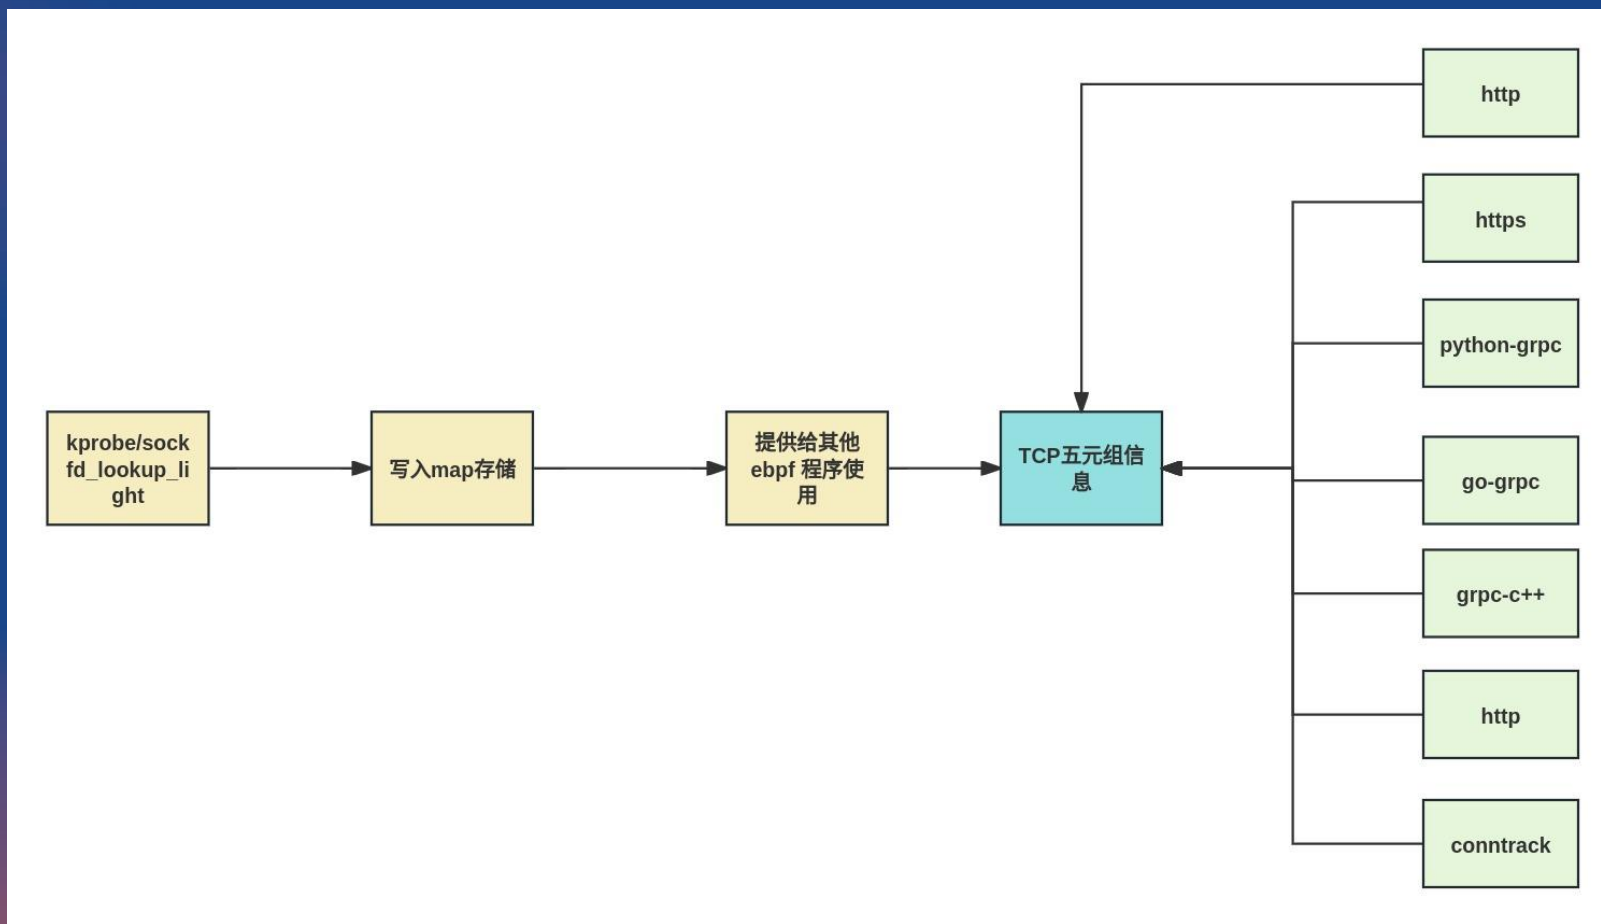 kprobe/sock
fd_lookup_li
ght
写入map存储
提供给其他
ebpf 程序使
用
TCP五元组信
息
http
https
python-grpc
go-grpc
grpc-c++
http
conntrack